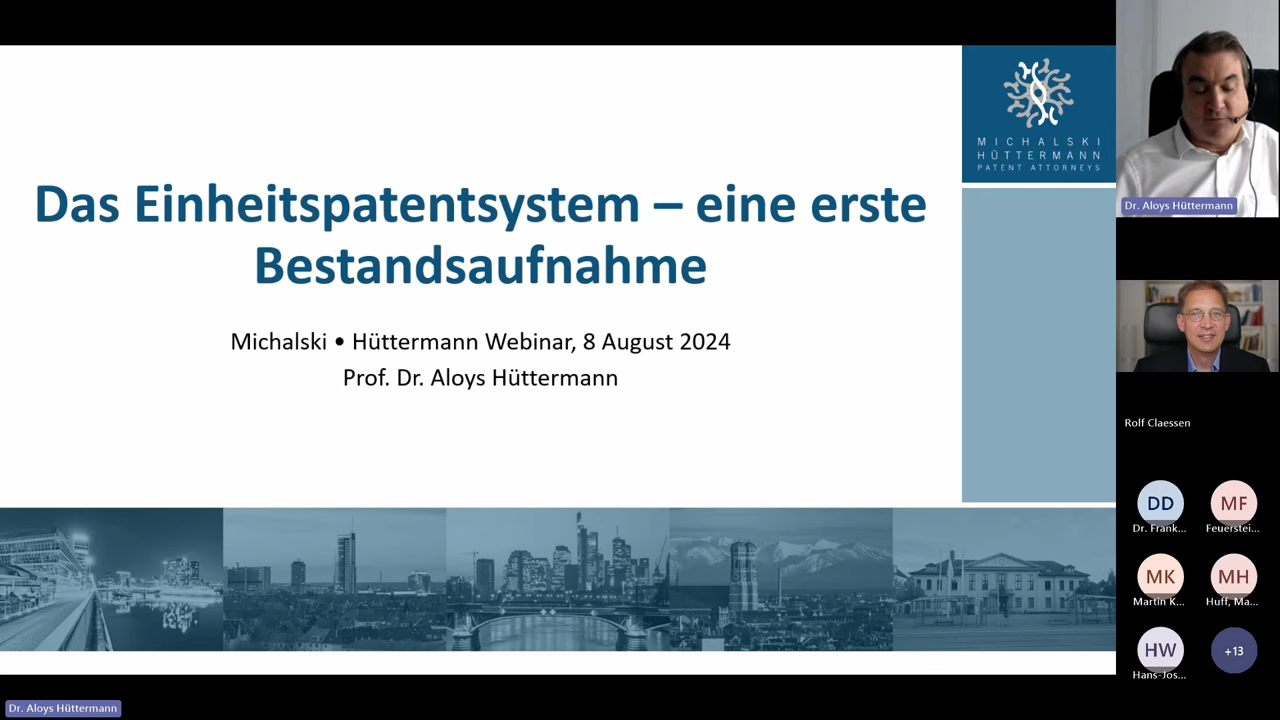 Das Einheitspatentsystem – eine erste
Bestandsaufnahme
Michalski • Hüttermann Webinar, 8 August 2024
Prof. Dr. Aloys Hüttermann
MICHALSKI
HÜTTERMANN
PATENT ATTORNEYS
Dr. Aloys Hüttermann
Rolf Claessen
DD
Dr. Frank...
MF
Feuerstei...
MK
Martin K...
MH
Huff, Ma...
HW
Hans-Jos...
+13
Dr. Aloys Hüttermann